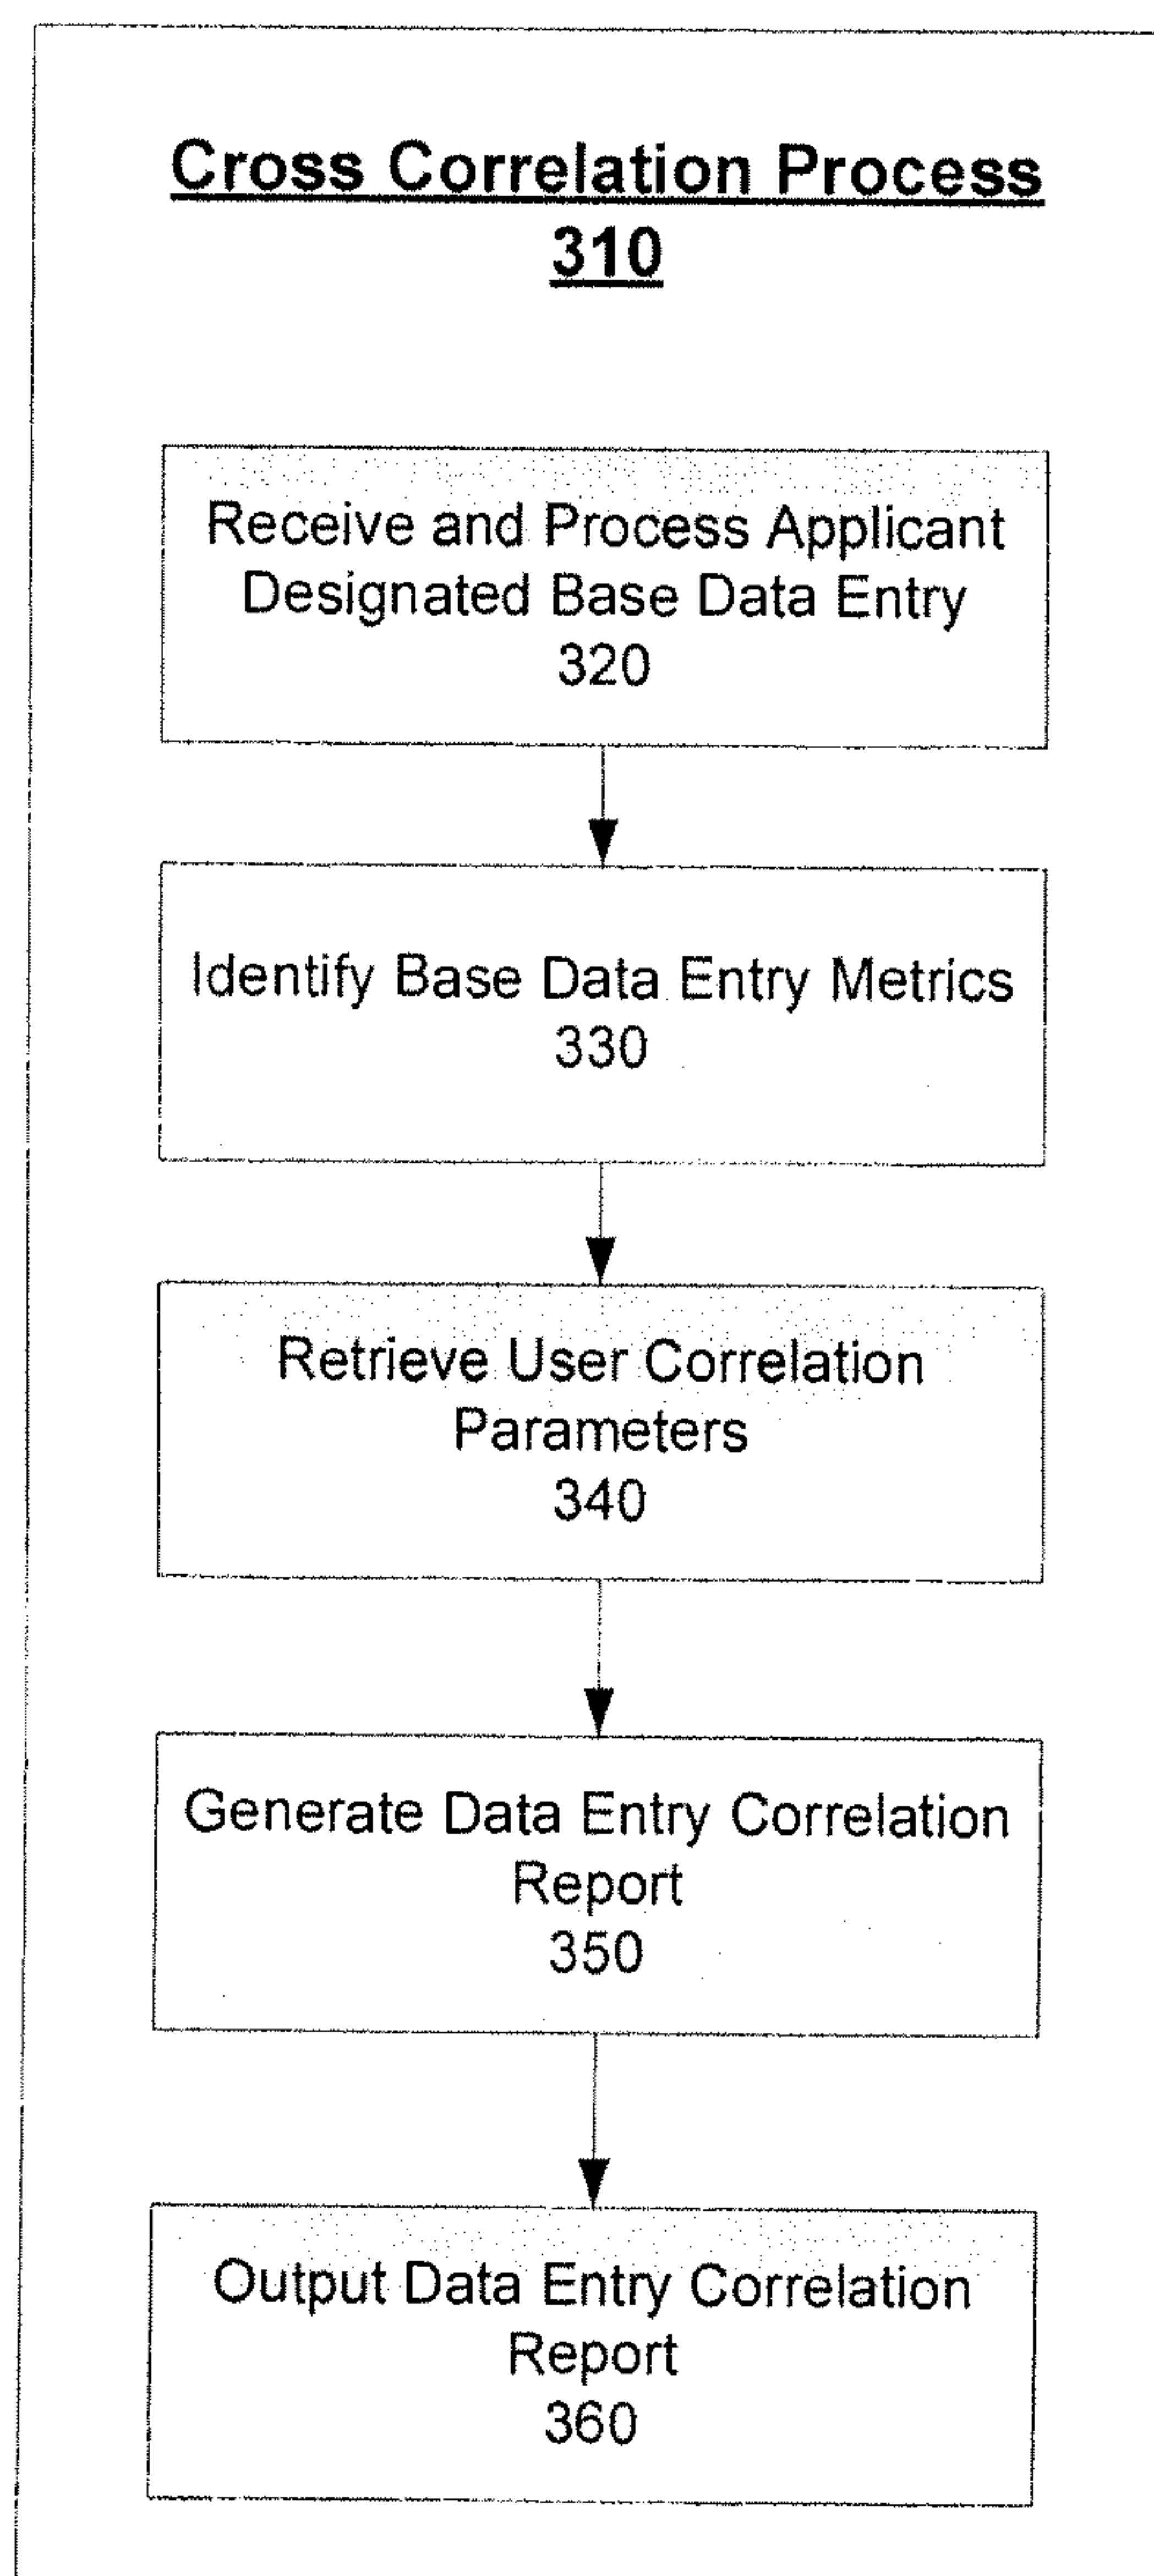 Cross Correlation Process
310
Receive and Process Applicant
Designated Base Data Entry
320
Identify Base Data Entry Metrics
330
Retrieve User Correlation
Parameters
340
Generate Data Entry Correlation
Report
350
Output Data Entry Correlation
Report
360